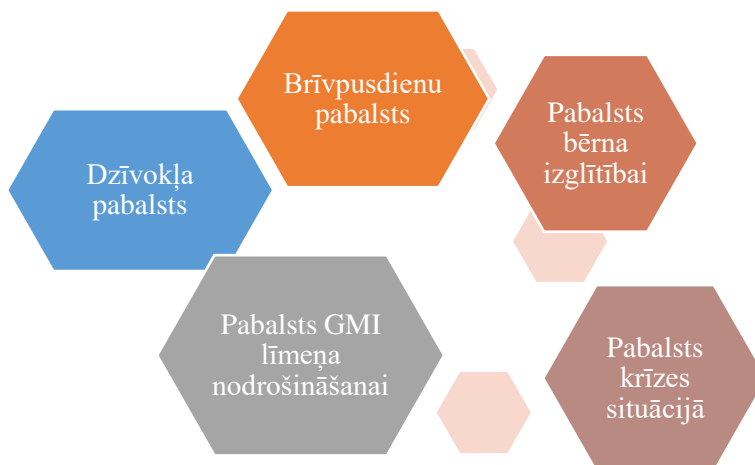 Brīvpusdienu
pabalsts
Pabalsts
bērna
izglītībai
Dzīvokļa
pabalsts
Pabalsts GMI
līmeņa
nodrošināšanai
Pabalsts
krīzes
situācijā